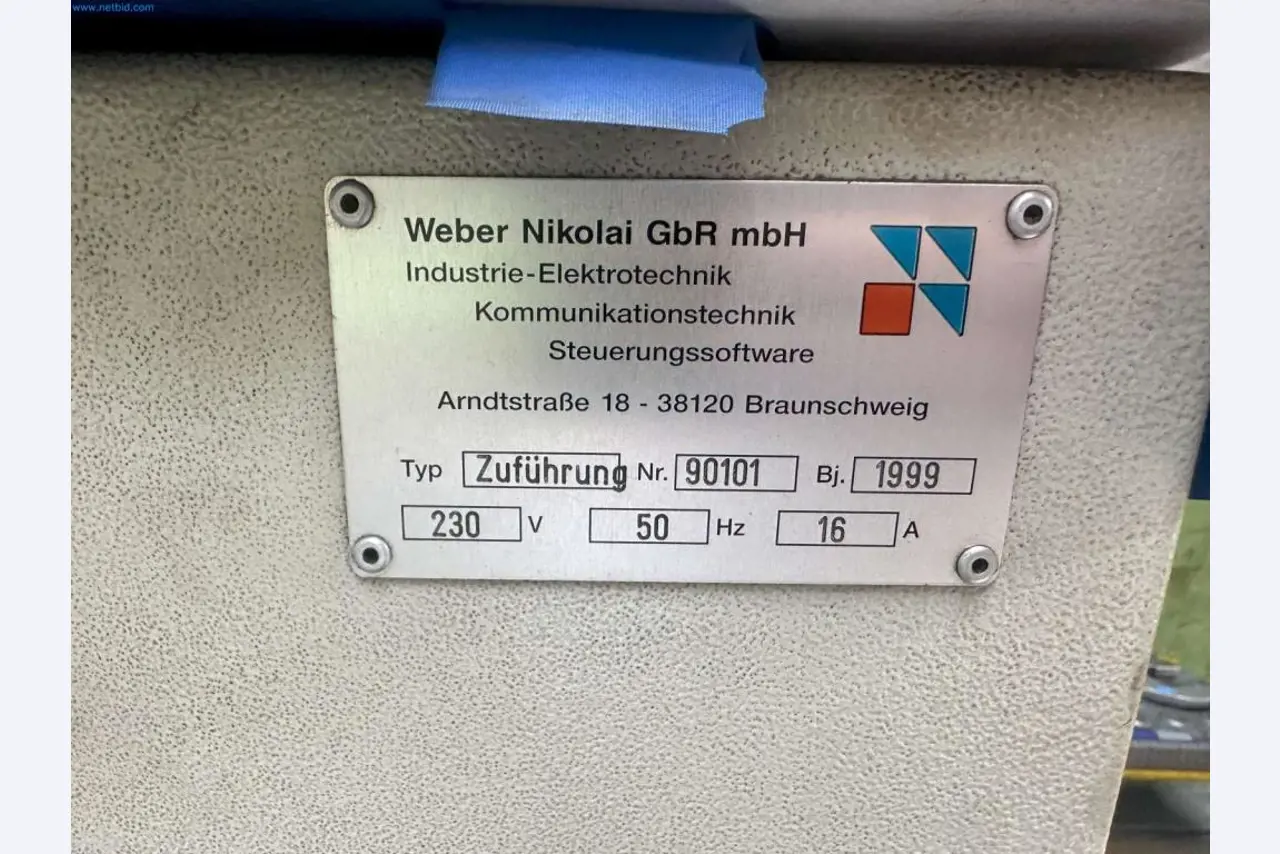 www.netbid.com
Weber Nikolai GbR mbH
Industrie-Elektrotechnik
Kommunikationstechnik
Steuerungssoftware
Arndtstraße 18 - 38120 Braunschweig
Typ Zuführung Nr. 90101 Bj. 1999
230 V 50 Hz 16 A